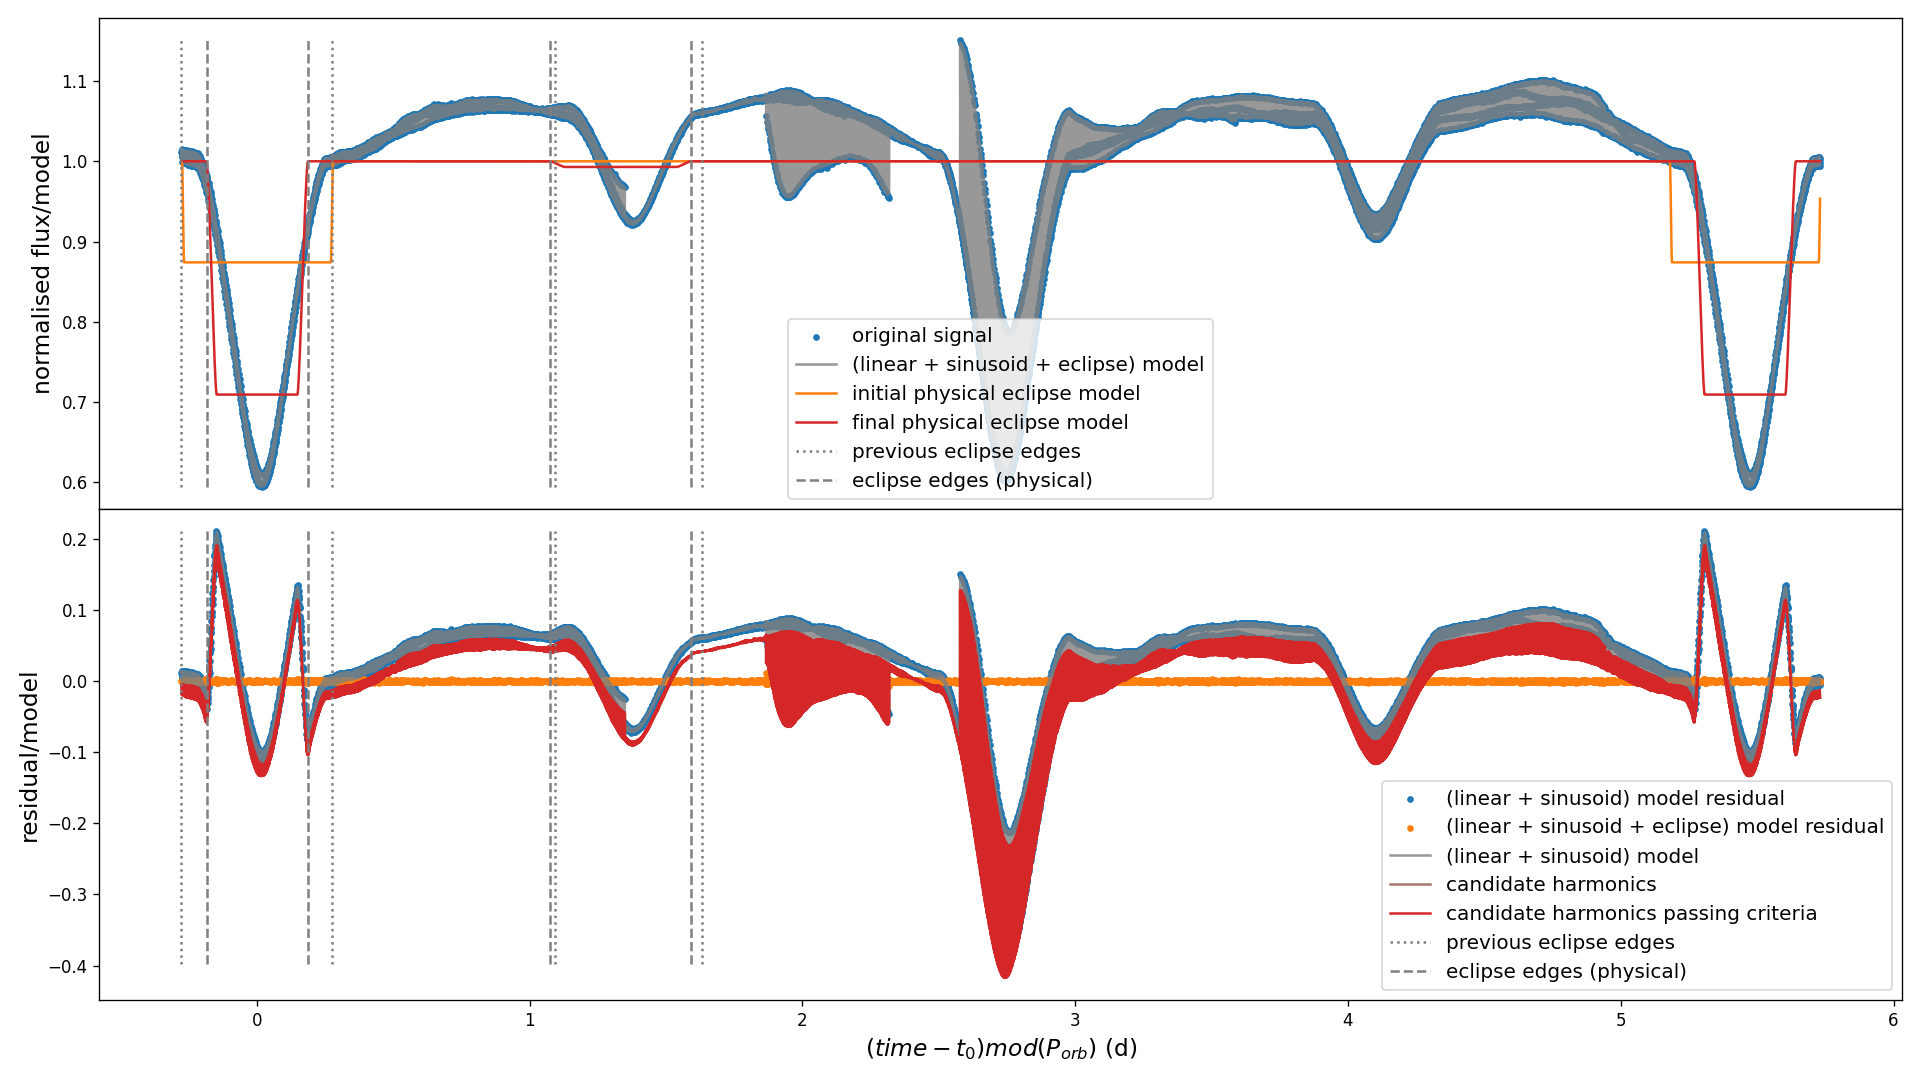 normalised flux/model
1.1
1.0
0.9
0.8
0.7
0.6
original signal
(linear + sinusoid + eclipse) model
initial physical eclipse model
final physical eclipse model
previous eclipse edges
eclipse edges (physical)
residual/model
0.2
0.1
0.0
−0.1
−0.2
−0.3
−0.4
(linear + sinusoid) model residual
(linear + sinusoid + eclipse) model residual
(linear + sinusoid) model
candidate harmonics
candidate harmonics passing criteria
previous eclipse edges
eclipse edges (physical)
0 1 2 3 4 5 6
(time − t₀)mod(Pₒᵣb) (d)